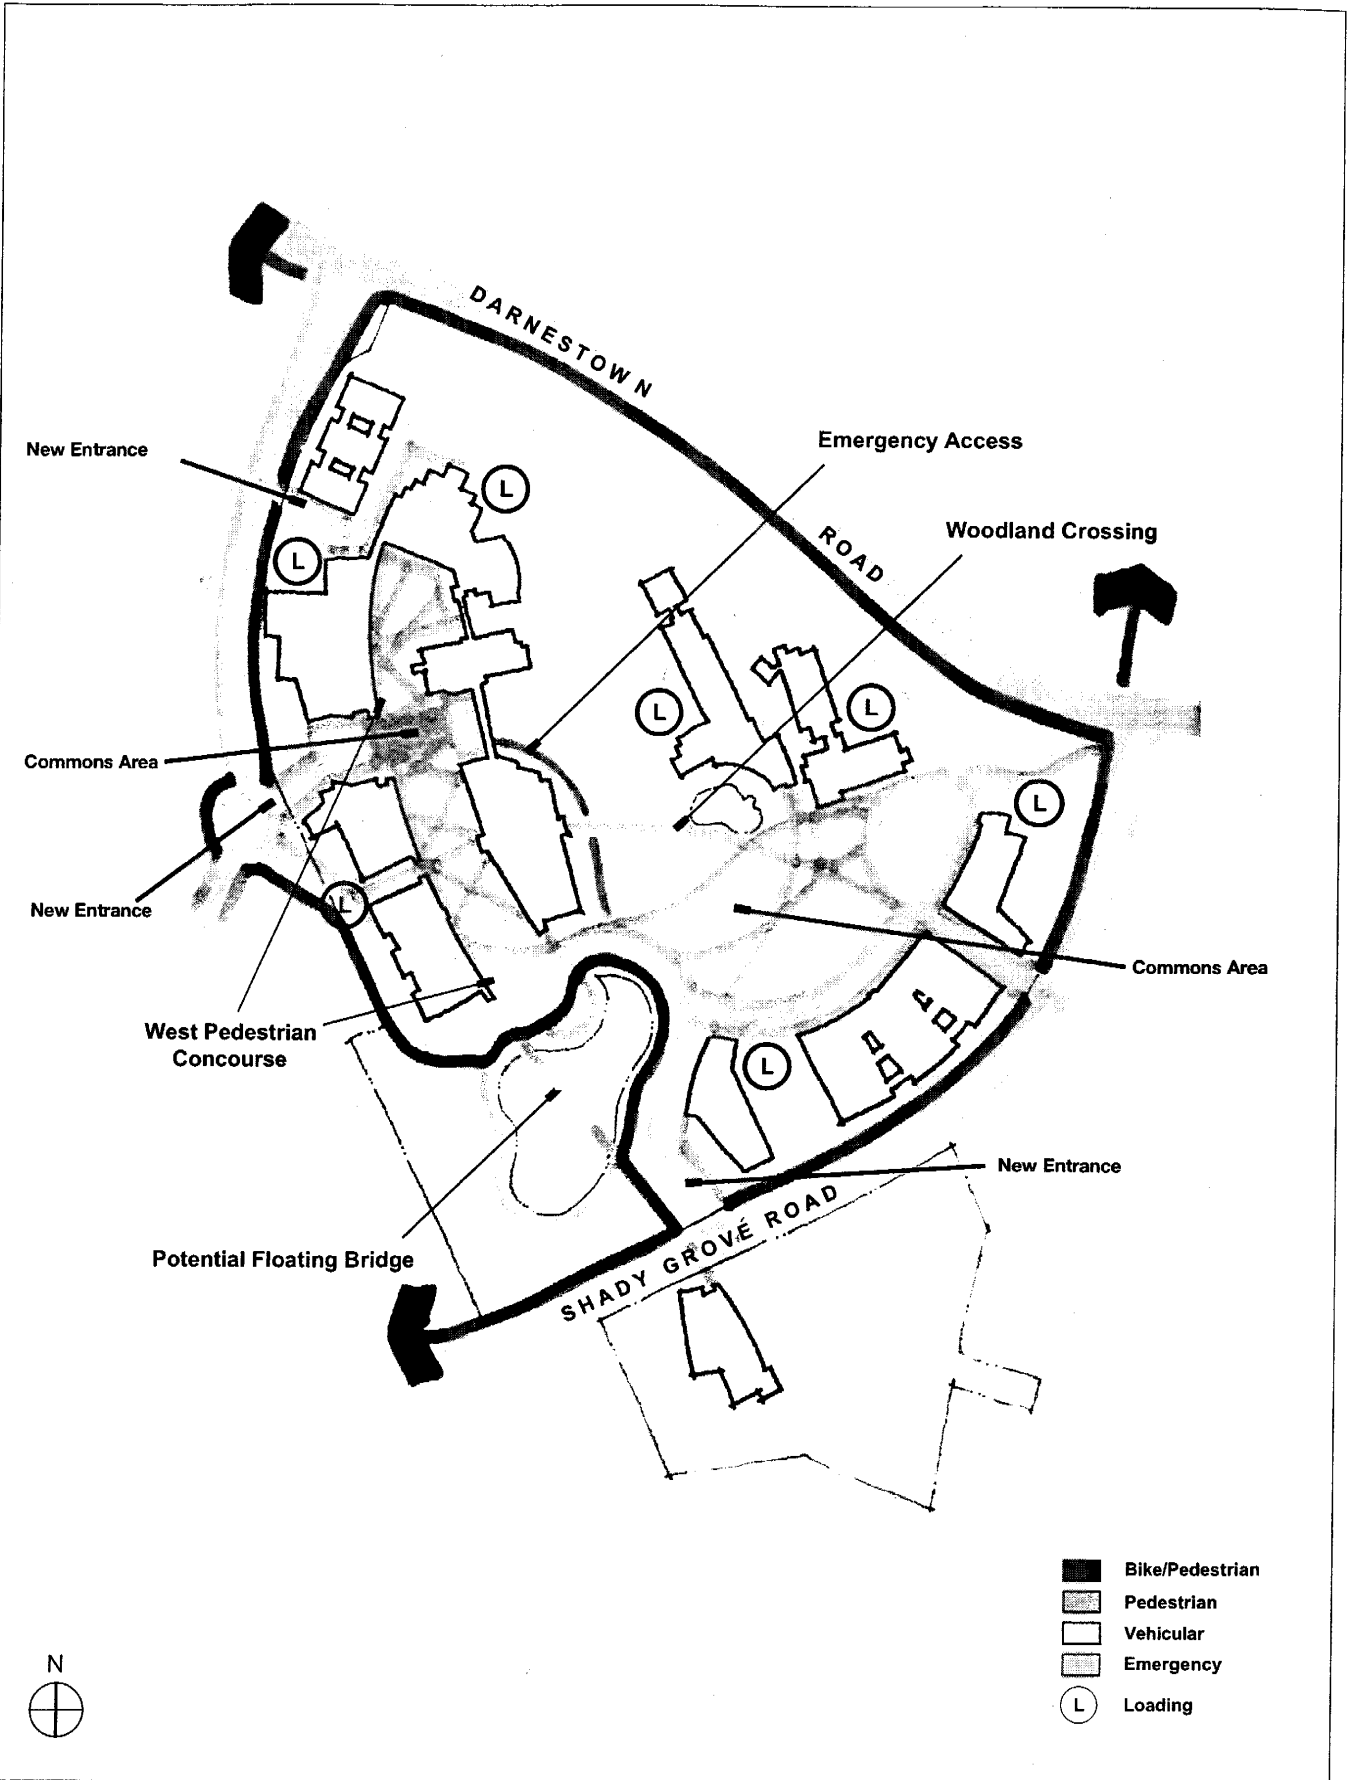 DARNESTOWN
ROAD
New Entrance
Emergency Access
L
Woodland Crossing
L
L
L
Commons Area
L
New Entrance
L
Commons Area
West Pedestrian
Concourse
L
New Entrance
Potential Floating Bridge
SHADY GROVE ROAD
Bike/Pedestrian
Pedestrian
Vehicular
Emergency
L Loading
N